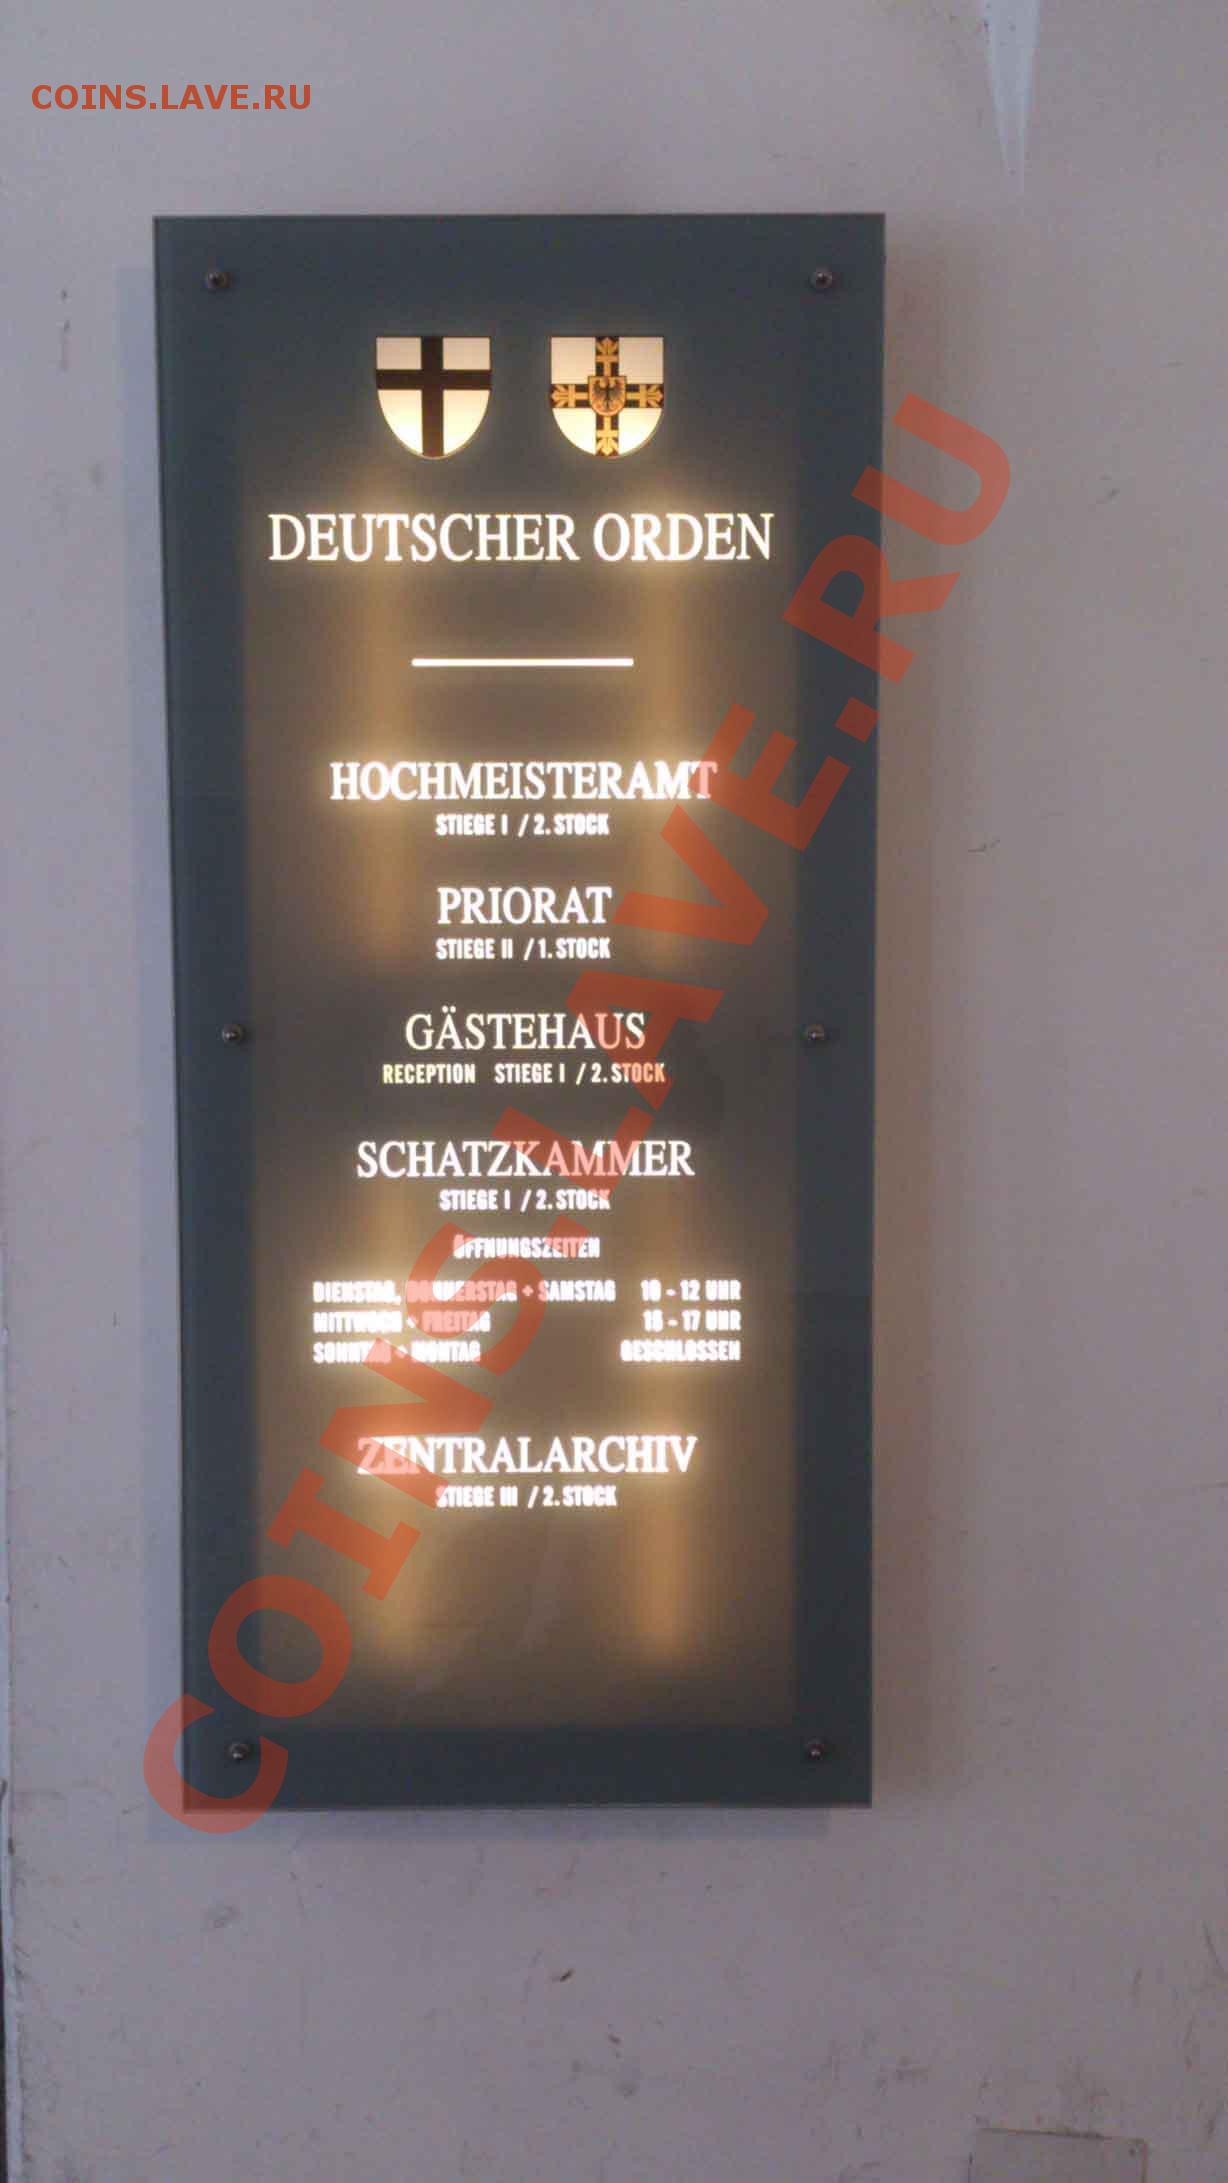 COINS.LAVE.RU
DEUTSCHER ORDEN
HOCHMEISTERAMT
STIEGE I / 2. STOCK
PRIORAT
STIEGE II / 1. STOCK
GÄSTEHAUS
RECEPTION STIEGE I / 2. STOCK
SCHATZKAMMER
STIEGE I / 2. STOCK
ÖFFNUNGSZEITEN
DIENSTAG, DONNERSTAG + SAMSTAG 10 - 12 UHR
MITTWOCH + FREITAG 15 - 17 UHR
SONNTAG + MONTAG GESCHLOSSEN
ZENTRALARCHIV
STIEGE III / 2. STOCK
COINS.LAVE.RU